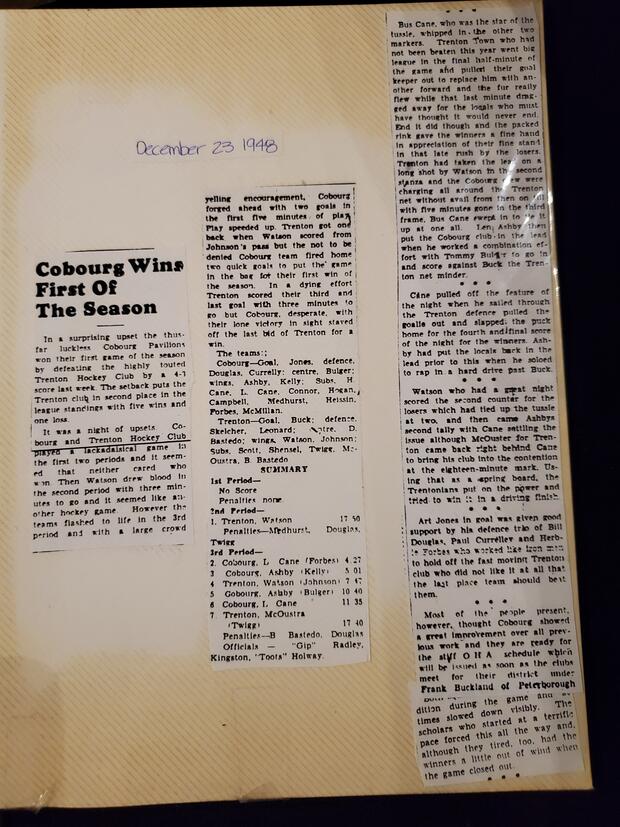 December 23 1948
Cobourg Wins
First Of
The Season
In a surprising upset the thus-
far luckless Cobourg Pavilions
won their first game of the season
by defeating the highly touted
Trenton Hockey Club by a 4-3
score last week. The setback puts the
Trenton club in second place in the
league standings with five wins and
one loss.
It was a night of upsets. Co-
bourg and Trenton Hockey Club
played a lackadaisical game in
the first two periods and it seem-
ed that neither cared who
won. Then Watson drew blood in
the second period with three min-
utes to go and it seemed like an-
other hockey game. However the
teams flashed to life in the 3rd
period and with a large crowd
yelling encouragement, Cobourg
forged ahead with two goals in
the first five minutes of play.
Play speeded up. Trenton got one
back when Watson scored from
Johnson's pass but the not to be
denied Cobourg team fired home
two quick goals to put the game
in the bag for their first win of
the season. In a dying effort
Trenton scored their third and
last goal with three minutes to
go but Cobourg, desperate, with
their lone victory in sight staved
off the last bid of Trenton for a
win.
The teams:;
Cobourg—Goal, Jones, defence,
Douglas, Currelly; centre, Bulger;
wings, Ashby, Kelly; Subs. H.
Cane, L. Cane, Connor, Hogan,
Campbell, Medhurst, Heissin,
Forbes, McMillan.
Trenton—Goal, Buck; defence,
Skelcher, Leonard; D.
Bastedo; wings, Watson, Johnson;
Subs, Scott, Shensel, Twigg, Mc-
Oustra, B. Bastedo
SUMMARY
1st Period—
No Score
Penalties none.
2nd Period—
1. Trenton, Watson 17 50
Penalties—Medhurst, Douglas,
Twigg
3rd Period—
2. Cobourg, L Cane (Forbes) 4.27
3 Cobourg, Ashby (Kelly) 5 01
4 Trenton, Watson (Johnson) 7 47
5 Cobourg, Ashby (Bulger) 10 40
6 Cobourg, L Cane 11 35
7 Trenton, McOustra
(Twigg) 17 40
Penalties—B Bastedo, Douglas
Officials — "Gip" Radley,
Kingston, "Toots" Holway.
* * *
Bus Cane, who was the star of the
tussle, whipped in the other two
markers. Trenton Town who had
not been beaten this year went big
league in the final half-minute of
the game and pulled their goal
keeper out to replace him with an-
other forward and the fur really
flew while that last minute drag-
ged away for the locals who must
have thought it would never end.
End it did though and the packed
rink gave the winners a fine hand
in appreciation of their fine stand
in that late rush by the losers.
Trenton had taken the lead on a
long shot by Watson in the second
stanza and the Cobourg crew were
charging all around the Trenton
net without avail from then on till
with five minutes gone in the third
frame, Bus Cane swept in to tie it
up at one all. Len Ashby then
put the Cobourg club in the lead
when he worked a combination ef-
fort with Tommy Bulger to go in
and score against Buck the Tren-
ton net minder.
* * *
Cane pulled off the feature of
the night when he sailed through
the Trenton defence pulled the
goalie out and slapped the puck
home for the fourth and final score
of the night for the winners. Ash-
by had put the locals back in the
lead prior to this when he soloed
to rap in a hard drive past Buck.
* * *
Watson who had a great night
scored the second counter for the
losers which had tied up the tussle
at two, and then came Ashbys
second tally with Cane settling the
issue although McOuster for Tren-
ton came back right behind Cane
to bring his club into the contention
at the eighteen-minute mark. Us-
ing that as a spring board, the
Trentonians put on the power and
tried to win it in a driving finish.
* * *
Art Jones in goal was given good
support by his defence trio of Bill
Douglas, Paul Currelley and Herb-
ie Forbes who worked like iron men
to hold off the fast moving Trenton
club who did not like it at all that
the last place team should best
them.
* * *
Most of the people present,
however, thought Cobourg showed
a great improvement over all prev-
ious work and they are ready for
the stiff O H A schedule which
will be issued as soon as the clubs
meet for their district under
Frank Buckland of Peterborough
dition during the game and at
times slowed down visibly. The
scholars who started at a terrific
pace forced this all the way and,
although they tired, too, had the
winners a little out of wind when
the game closed out.
* * *